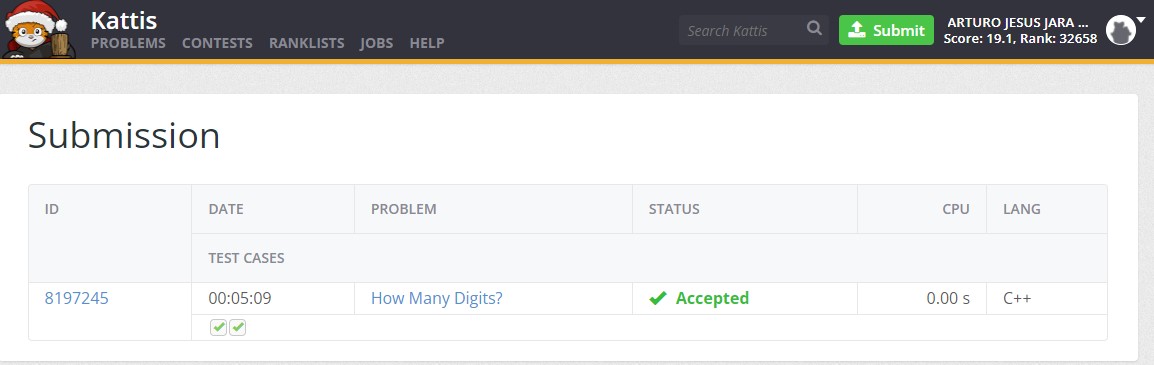 Kattis
PROBLEMS CONTESTS RANKLISTS JOBS HELP
Search Kattis
Submit
ARTURO JESUS JARA ...
Score: 19.1, Rank: 32658
Submission
ID DATE PROBLEM STATUS CPU LANG
TEST CASES
8197245 00:05:09 How Many Digits? Accepted 0.00 s C++